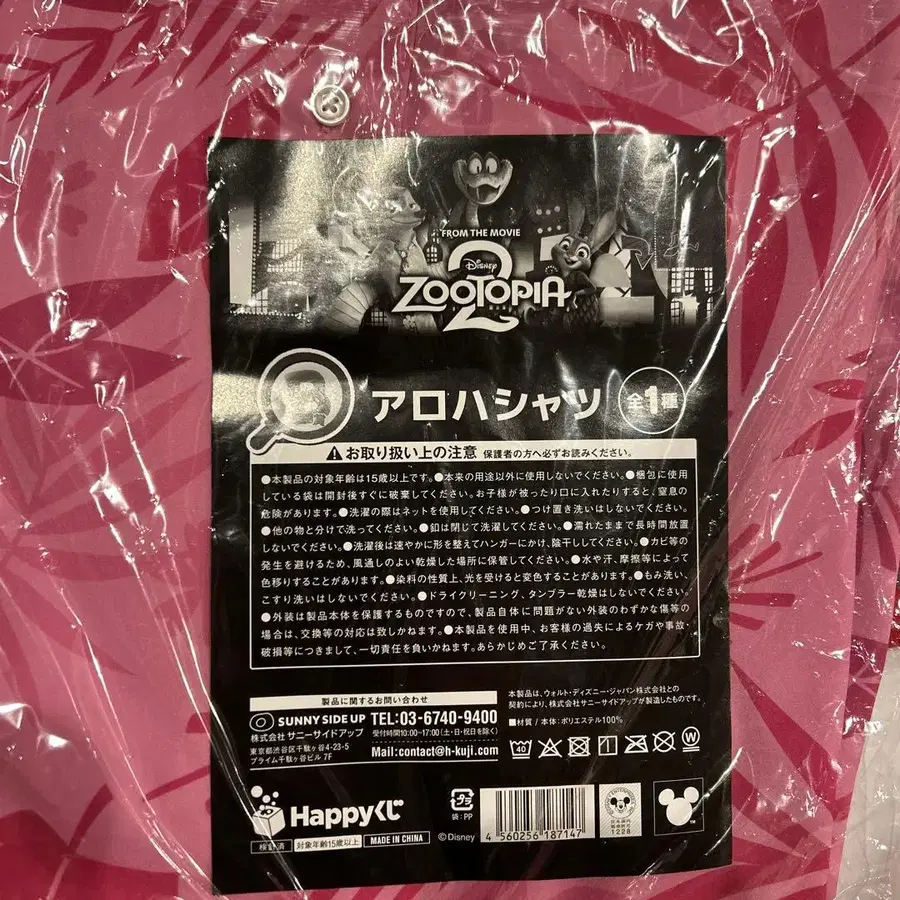 FROM THE MOVIE
Disney
ZOOTOPIA
2
アロハシャツ 全1種
お取り扱い上の注意 保護者の方へ必ずお読みください。
●本製品の対象年齢は15歳以上です。●本来の用途以外に使用しないでください。●梱包に使用
している袋は開封後すぐに破棄してください。お子様が被ったり口に入れたりすると、窒息の
危険があります。●洗濯の際はネットを使用してください。●つけ置き洗いはしないでください。
●他の物と分けて洗ってください。●釦は閉じて洗濯してください。●濡れたままで長時間放置
しないでください。●洗濯後は速やかに形を整えてハンガーにかけ、陰干ししてください。●カビ等の
発生を避けるため、風通しのよい乾燥した場所に保管してください。●水や汗、摩擦等によって
色移りすることがあります。●染料の性質上、光を受けると変色することがあります。●もみ洗い、
こすり洗いはしないでください。●ドライクリーニング、タンブラー乾燥はしないでください。
●外装は製品本体を保護するものですので、製品自体に問題がない外装のわずかな傷等の
場合は、交換等の対応は致しかねます。●本製品を使用中、お客様の過失によるケガや事故・
破損等につきまして、一切責任を負いかねます。あらかじめご了承ください。
製品に関するお問い合わせ
SUNNY SIDE UP
株式会社 サニーサイドアップ
東京都渋谷区千駄ヶ谷4-23-5
プライム千駄ヶ谷ビル 7F
TEL:03-6740-9400
受付時間10:00-17:00(土・日・祝日を除く)
Mail:contact@h-kuji.com
本製品は、ウォルト・ディズニー・ジャパン株式会社との
契約により、株式会社サニーサイドアップが製造したものです。
■材質 / 本体:ポリエステル100%
40
W
Happyくじ
検針済 対象年齢15歳以上 MADE IN CHINA
プラ
袋:PP
©Disney
4 560256 187147
1228